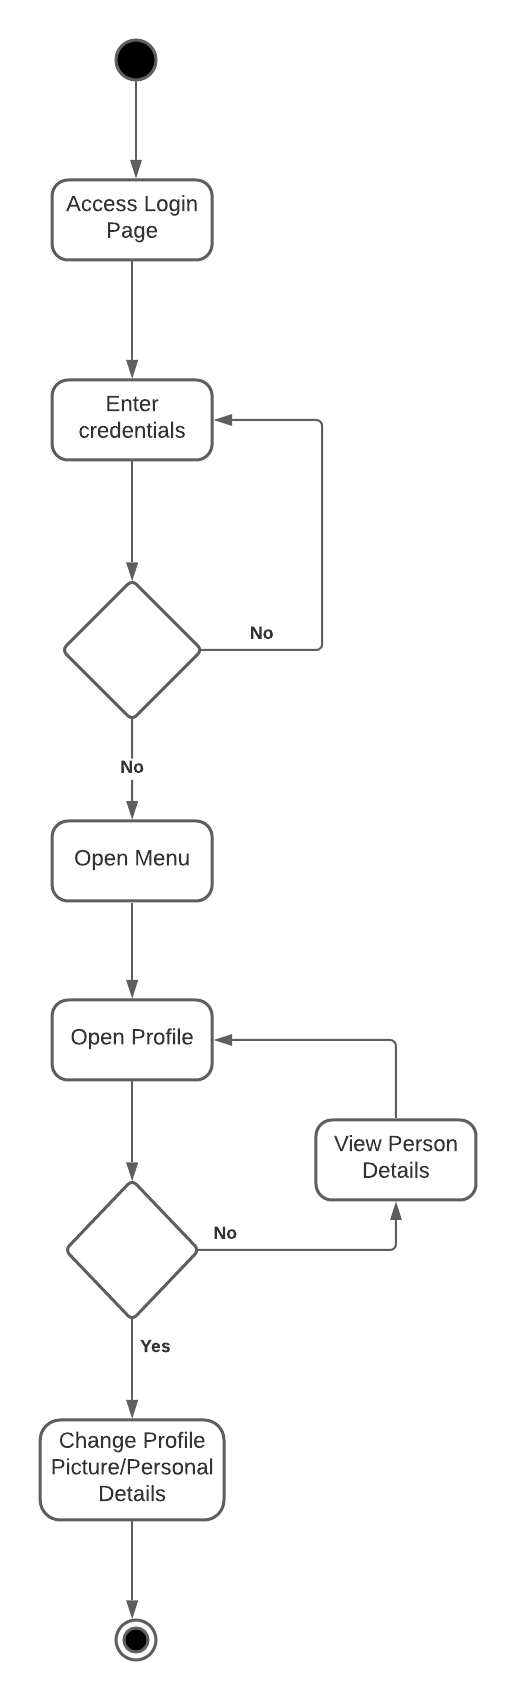 Access Login
Page
Enter
credentials
No
No
Open Menu
Open Profile
View Person
Details
No
Yes
Change Profile
Picture/Personal
Details